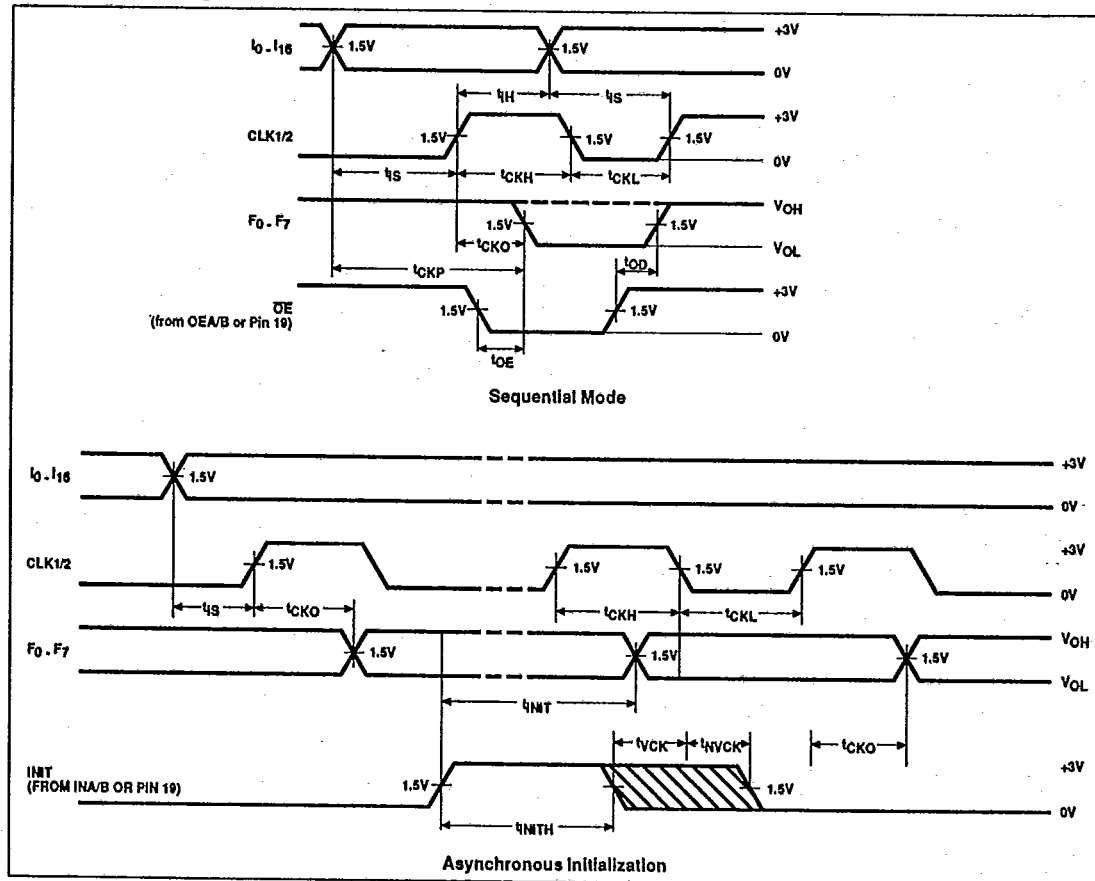 I0 - I16 1.5V 1.5V +3V
0V
tIH tIS
CLK1/2 1.5V 1.5V 1.5V +3V
0V
tIS tCKH tCKL
F0 - F7 1.5V 1.5V VOH
VOL
tCKO tOD
tCKP
OE
(from OEA/B or Pin 19)
1.5V 1.5V +3V
0V
tOE
Sequential Mode
I0 - I16 1.5V +3V
0V
CLK1/2 1.5V 1.5V 1.5V 1.5V +3V
0V
tIS tCKO tCKH tCKL
F0 - F7 1.5V 1.5V 1.5V VOH
VOL
tINIT
tVCK tNVCK tCKO
INIT
(FROM INA/B OR PIN 19)
1.5V 1.5V +3V
0V
tINITH
Asynchronous Initialization